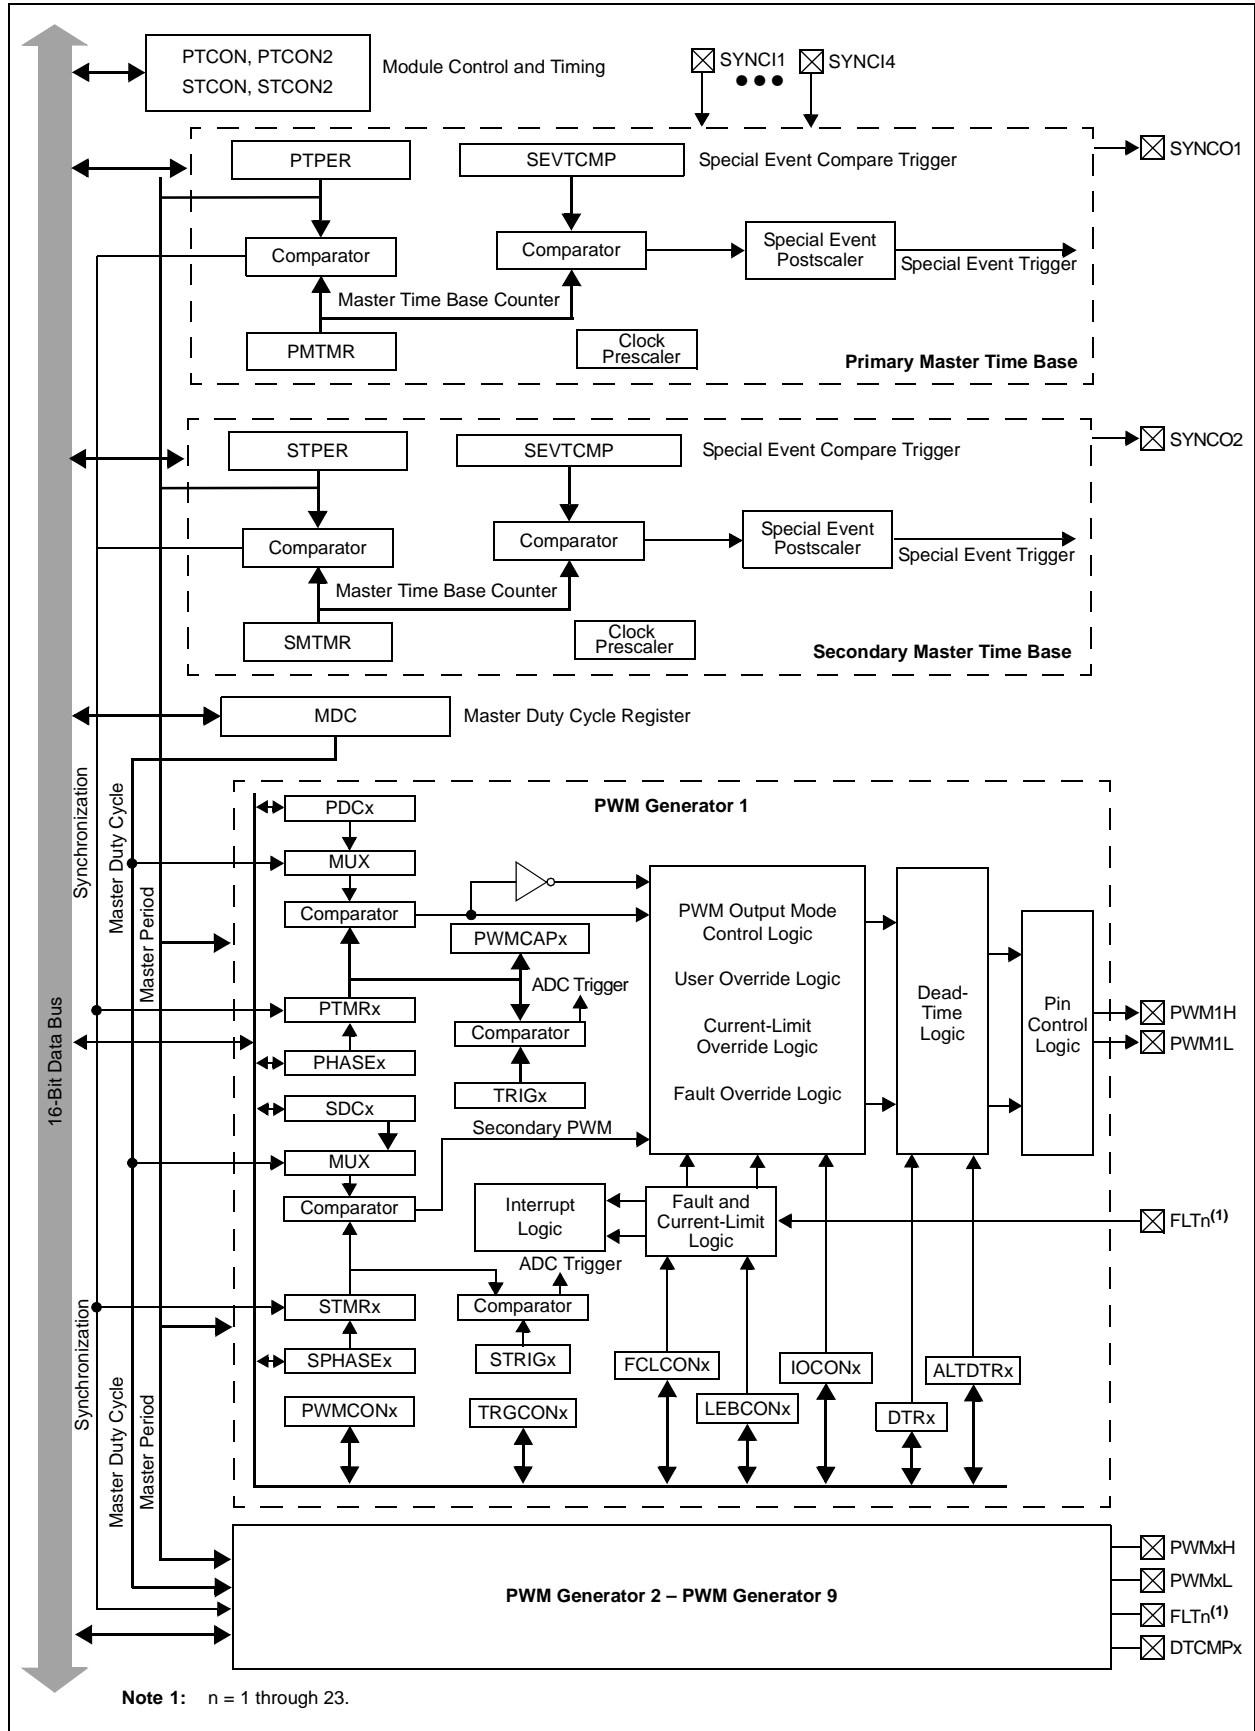 PTCON, PTCON2
STCON, STCON2
Module Control and Timing
SYNCI1
SYNCI4
PTPER
SEVTCMP
Special Event Compare Trigger
SYNCO1
Comparator
Comparator
Special Event
Postscaler
Special Event Trigger
Master Time Base Counter
PMTMR
Clock
Prescaler
Primary Master Time Base
STPER
SEVTCMP
Special Event Compare Trigger
SYNCO2
Comparator
Comparator
Special Event
Postscaler
Special Event Trigger
Master Time Base Counter
SMTMR
Clock
Prescaler
Secondary Master Time Base
MDC
Master Duty Cycle Register
16-Bit Data Bus
Synchronization
Master Duty Cycle
Master Period
PWM Generator 1
PDCx
MUX
Comparator
PWMCAPx
ADC Trigger
PTMRx
Comparator
PHASEx
TRIGx
SDCx
Secondary PWM
MUX
Comparator
PWM Output Mode
Control Logic
User Override Logic
Current-Limit
Override Logic
Fault Override Logic
Dead-
Time
Logic
Pin
Control
Logic
PWM1H
PWM1L
Interrupt
Logic
Fault and
Current-Limit
Logic
FLTn(1)
ADC Trigger
STMRx
Comparator
SPHASEx
STRIGx
FCLCONx
IOCONx
ALTDTRx
PWMCONx
TRGCONx
LEBCONx
DTRx
Synchronization
Master Duty Cycle
Master Period
PWM Generator 2 – PWM Generator 9
PWMxH
PWMxL
FLTn(1)
DTCMPx
Note 1: n = 1 through 23.